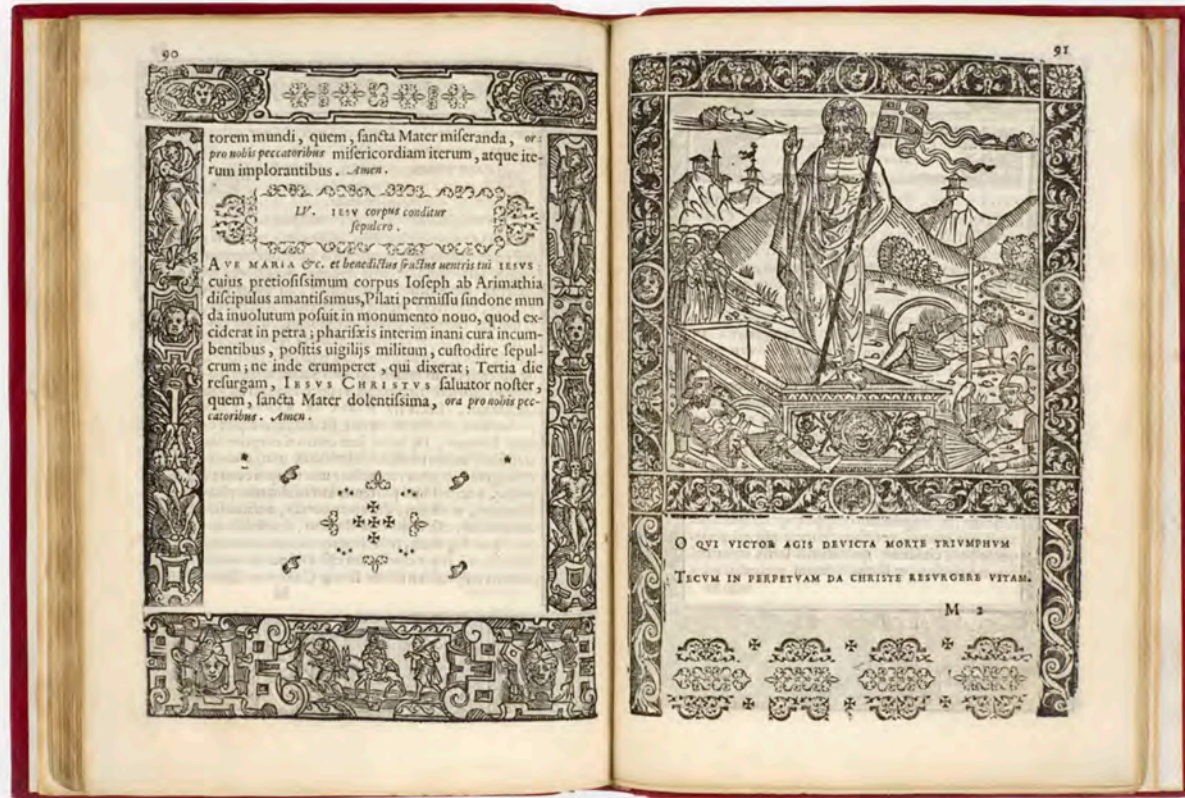 90
torem mundi, quem, sancta Mater miseranda, ora
pro nobis peccatoribus misericordiam iterum, atque ite-
rum implorantibus. Amen.
LV. IESV corpus conditur
sepulcro.
AVE MARIA &c. et benedictus fructus uentris tui IESVS:
cuius pretiosissimum corpus Ioseph ab Arimathia
discipulus amantissimus, Pilati permissu sindone mun
da inuolutum posuit in monumento nouo, quod ex-
ciderat in petra; pharisæis interim inani cura incum-
bentibus, positis uigilijs militum, custodire sepul-
crum; ne inde erumperet, qui dixerat; Tertia die
resurgam, IESVS CHRISTVS saluator noster,
quem, sancta Mater dolentissima, ora pro nobis pec-
catoribus. Amen.
91
O QVI VICTOR AGIS DEVICTA MORTE TRIVMPHVM
TECVM IN PERPETVAM DA CHRISTE RESVRGERE VITAM.
M 2